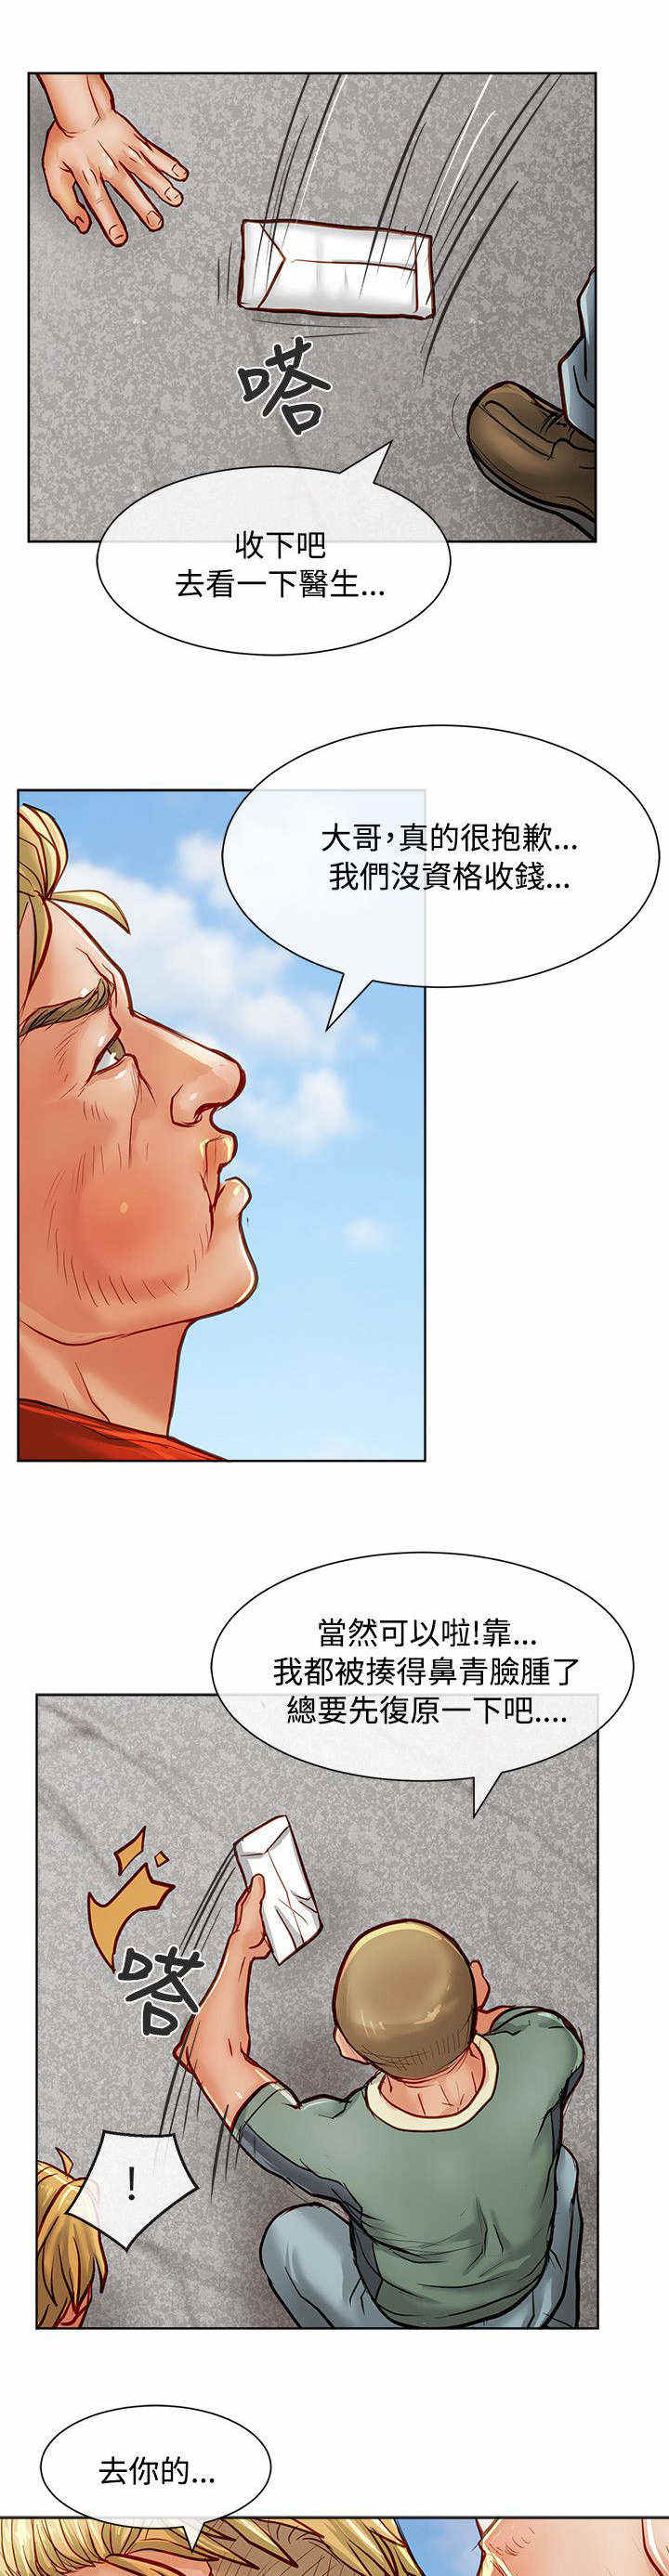 嗒
收下吧
去看一下醫生...
大哥,真的很抱歉...
我們沒資格收錢...
當然可以啦!靠...
我都被揍得鼻青臉腫了
總要先復原一下吧....
嗒
!
去你的...